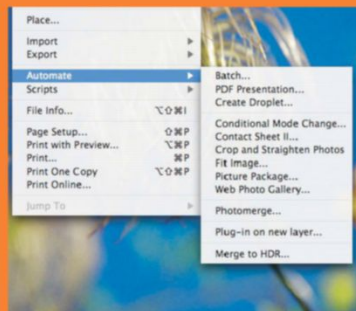 Place...
Import
Export
Automate
Scripts
File Info... ⌥⇧⌘I
Page Setup... ⇧⌘P
Print with Preview... ⌥⌘P
Print... ⌘P
Print One Copy ⌥⇧⌘P
Print Online...
Jump To
Batch...
PDF Presentation...
Create Droplet...
Conditional Mode Change...
Contact Sheet II...
Crop and Straighten Photos
Fit Image...
Picture Package...
Web Photo Gallery...
Photomerge...
Plug-in on new layer...
Merge to HDR...